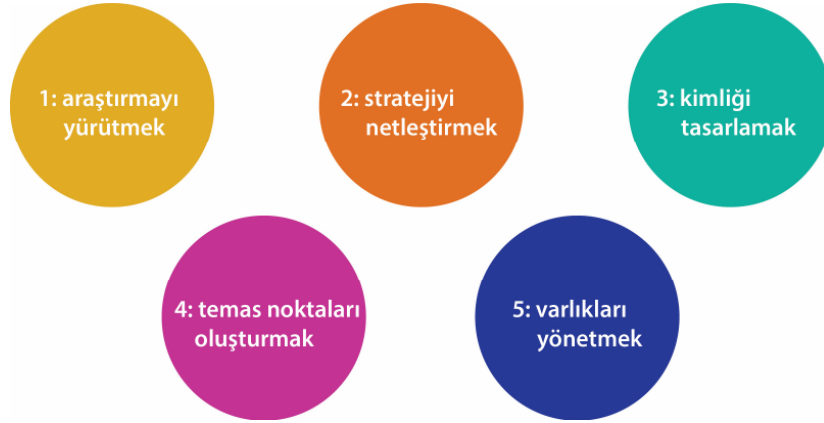 1: araştırmayı
yürütmek
2: stratejiyi
netleştirmek
3: kimliği
tasarlamak
4: temas noktaları
oluşturmak
5: varlıkları
yönetmek